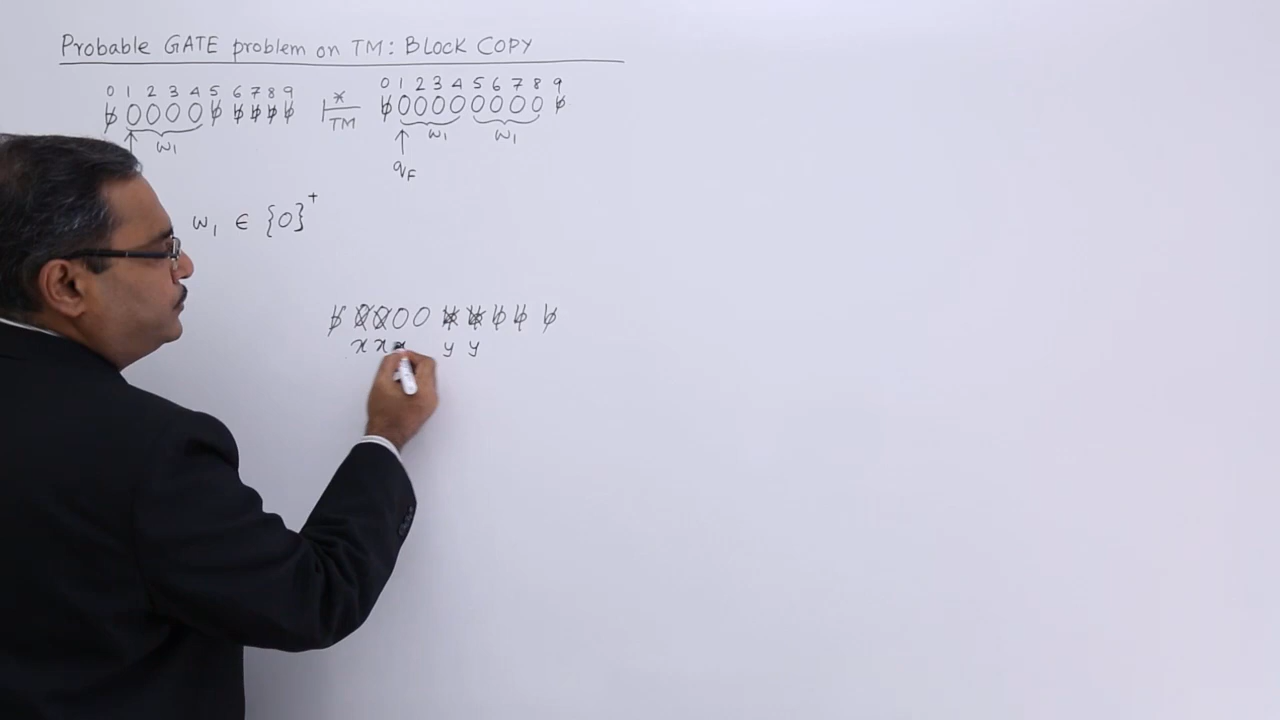 Probable GATE problem on TM: BLOCK COPY
0 1 2 3 4 5 6 7 8 9 0 1 2 3 4 5 6 7 8 9
b̸ 0 0 0 0 b̸ b̸ b̸ b̸ b̸ ⊢* TM b̸ 0 0 0 0 0 0 0 0 b̸
w₁ w₁ w₁
q_F
w₁ ∈ {0}⁺
b̸ 0 0 0 0 b̸ b̸ b̸ b̸ b̸
x x x y y